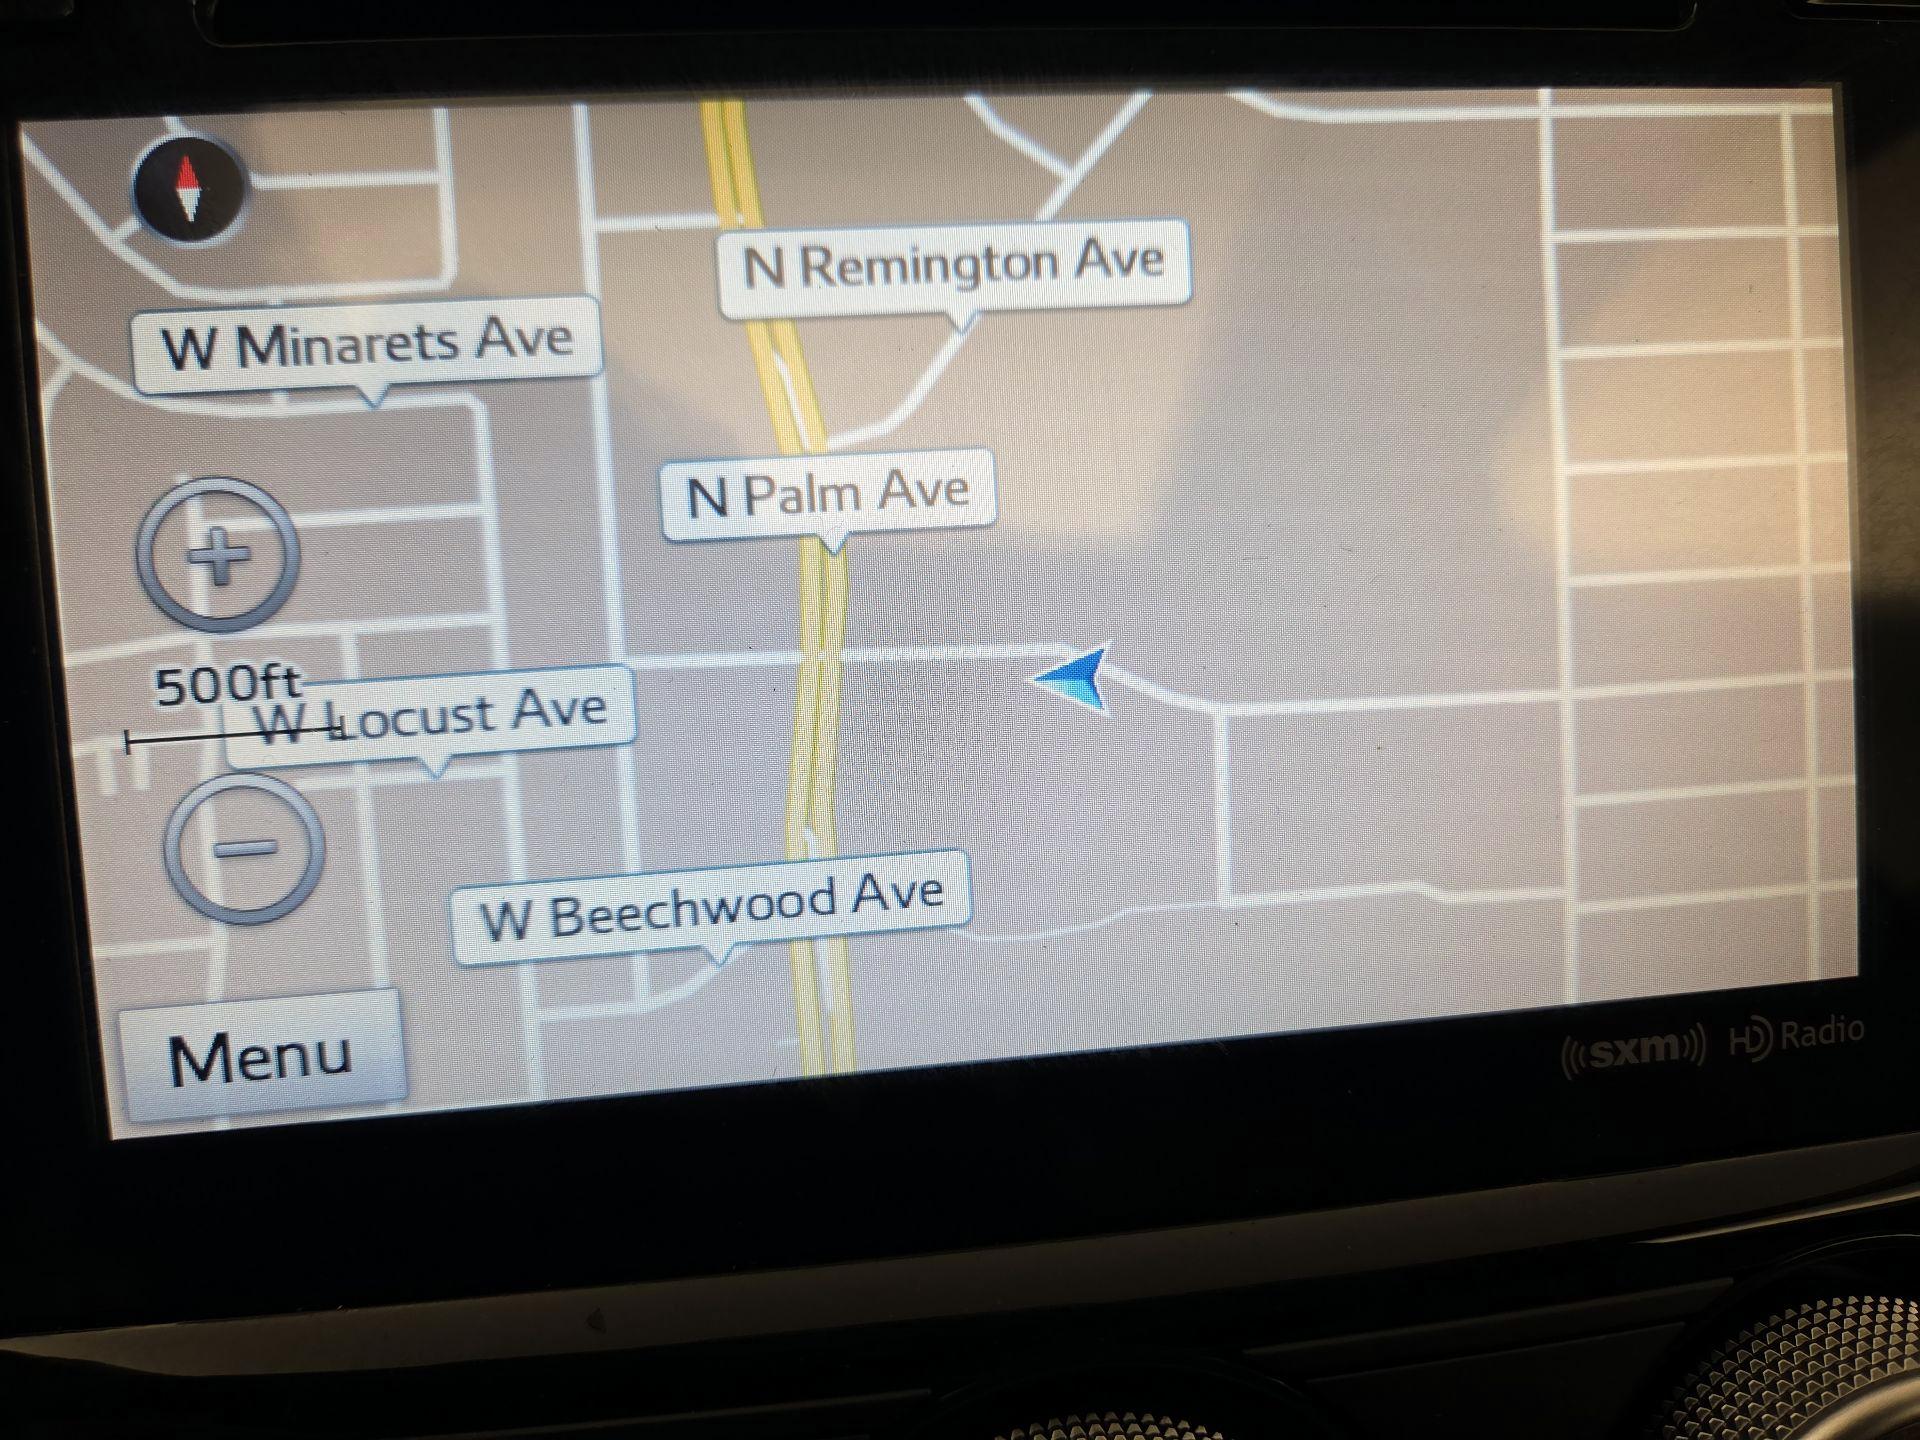 N Remington Ave
W Minarets Ave
N Palm Ave
500ft
W Locust Ave
W Beechwood Ave
Menu
((sxm)) HD Radio